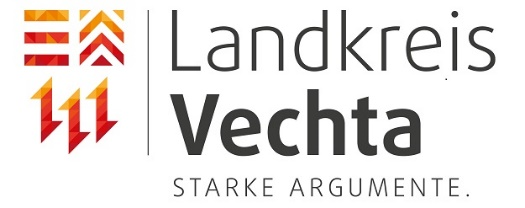 Landkreis
Vechta
STARKE ARGUMENTE.